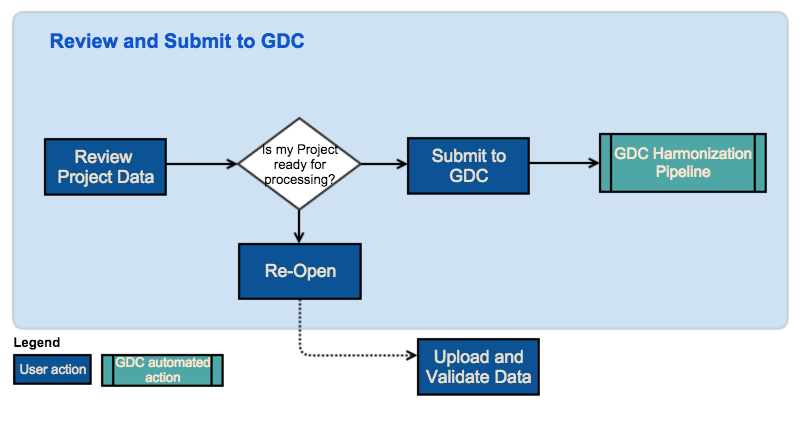 Review and Submit to GDC
Review
Project Data
Is my Project
ready for
processing?
Submit to
GDC
GDC Harmonization
Pipeline
Re-Open
Legend
User action
GDC automated
action
Upload and
Validate Data